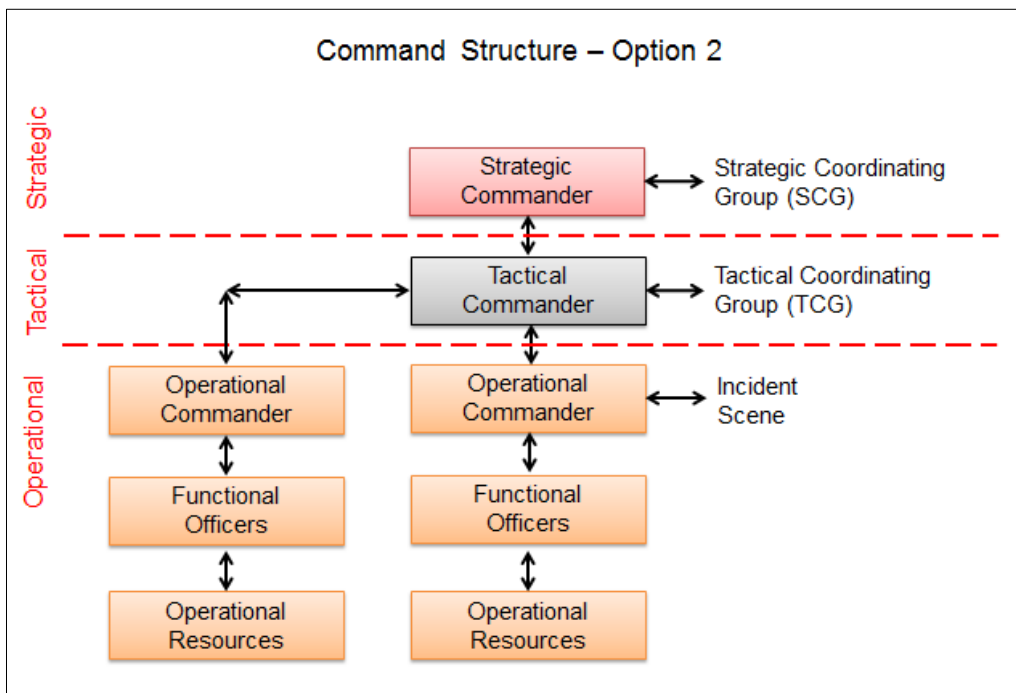 Command Structure – Option 2
Strategic
Strategic
Commander
Strategic Coordinating
Group (SCG)
Tactical
Tactical
Commander
Tactical Coordinating
Group (TCG)
Operational
Operational
Commander
Operational
Commander
Incident
Scene
Functional
Officers
Functional
Officers
Operational
Resources
Operational
Resources